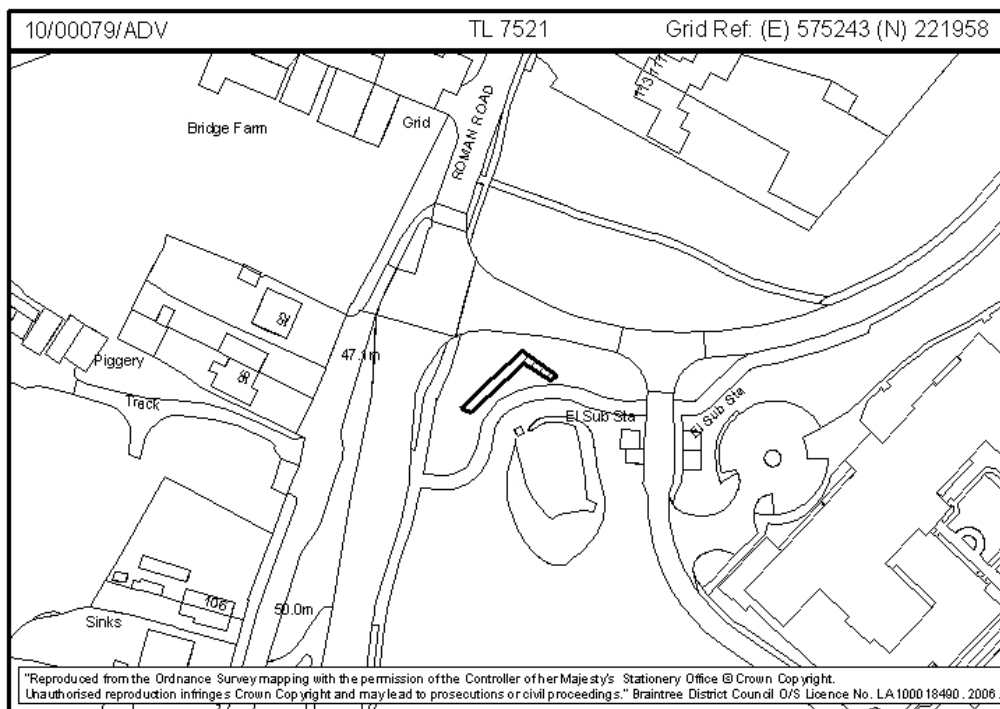 10/00079/ADV TL 7521 Grid Ref: (E) 575243 (N) 221958
111
113
Bridge Farm
Grid
ROMAN ROAD
47.1m
Piggery
Track
El Sub Sta
El Sub Sta
106
50.0m
Sinks
"Reproduced from the Ordnance Survey mapping with the permission of the Controller of her Majesty's Stationery Office © Crown Copyright.
Unauthorised reproduction infringes Crown Copyright and may lead to prosecutions or civil proceedings." Braintree District Council O/S Licence No. LA10018490. 2006.